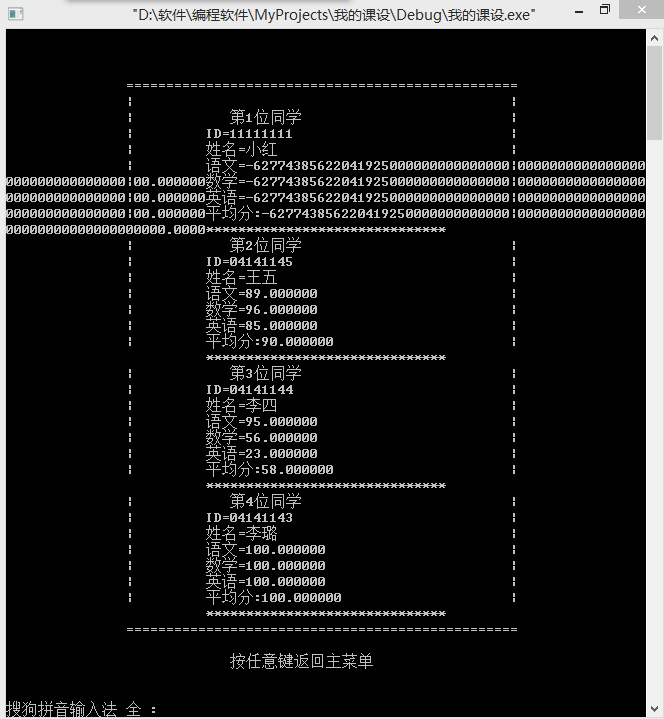 "D:\软件\编程软件\MyProjects\我的课设\Debug\我的课设.exe"
=================================================
第1位同学
ID=11111111
姓名=小红
语文=-62774385622041925000000000000000¦0000000000000000
000000000000000¦00.000000数学=-62774385622041925000000000000000¦0000000000000000
000000000000000¦00.000000英语=-62774385622041925000000000000000¦0000000000000000
000000000000000¦00.000000平均分:-627743856220419250000000000000¦0000000000000000
00000000000000000000.0000******************************
第2位同学
ID=04141145
姓名=王五
语文=89.000000
数学=96.000000
英语=85.000000
平均分:90.000000
******************************
第3位同学
ID=04141144
姓名=李四
语文=95.000000
数学=56.000000
英语=23.000000
平均分:58.000000
******************************
第4位同学
ID=04141143
姓名=李璐
语文=100.000000
数学=100.000000
英语=100.000000
平均分:100.000000
******************************
=================================================
按任意键返回主菜单
搜狗拼音输入法 全 :